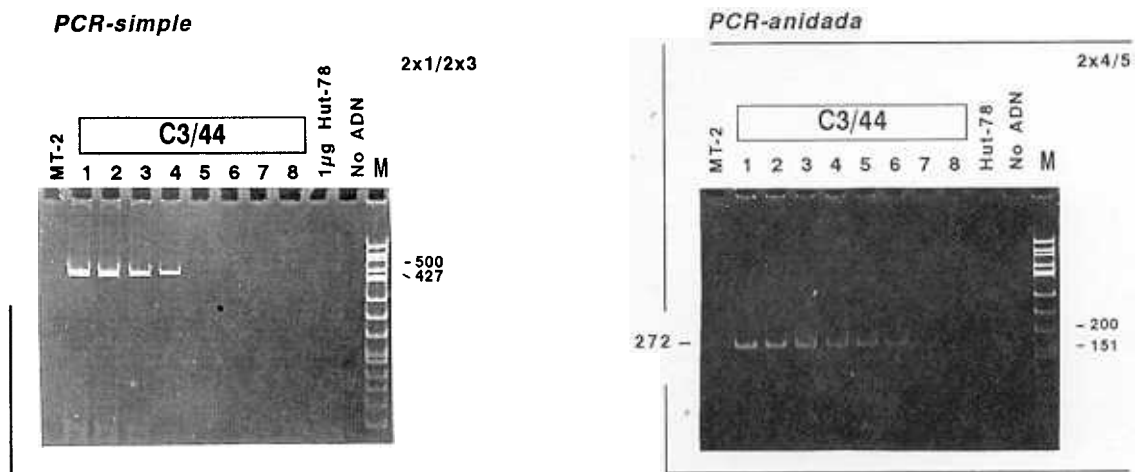 PCR-simple
2x1/2x3
MT-2
C3/44
1µg Hut-78
No ADN
1 2 3 4 5 6 7 8
M
- 500
- 427
PCR-anidada
2x4/5
MT-2
C3/44
Hut-78
No ADN
1 2 3 4 5 6 7 8
M
272 -
- 200
- 151